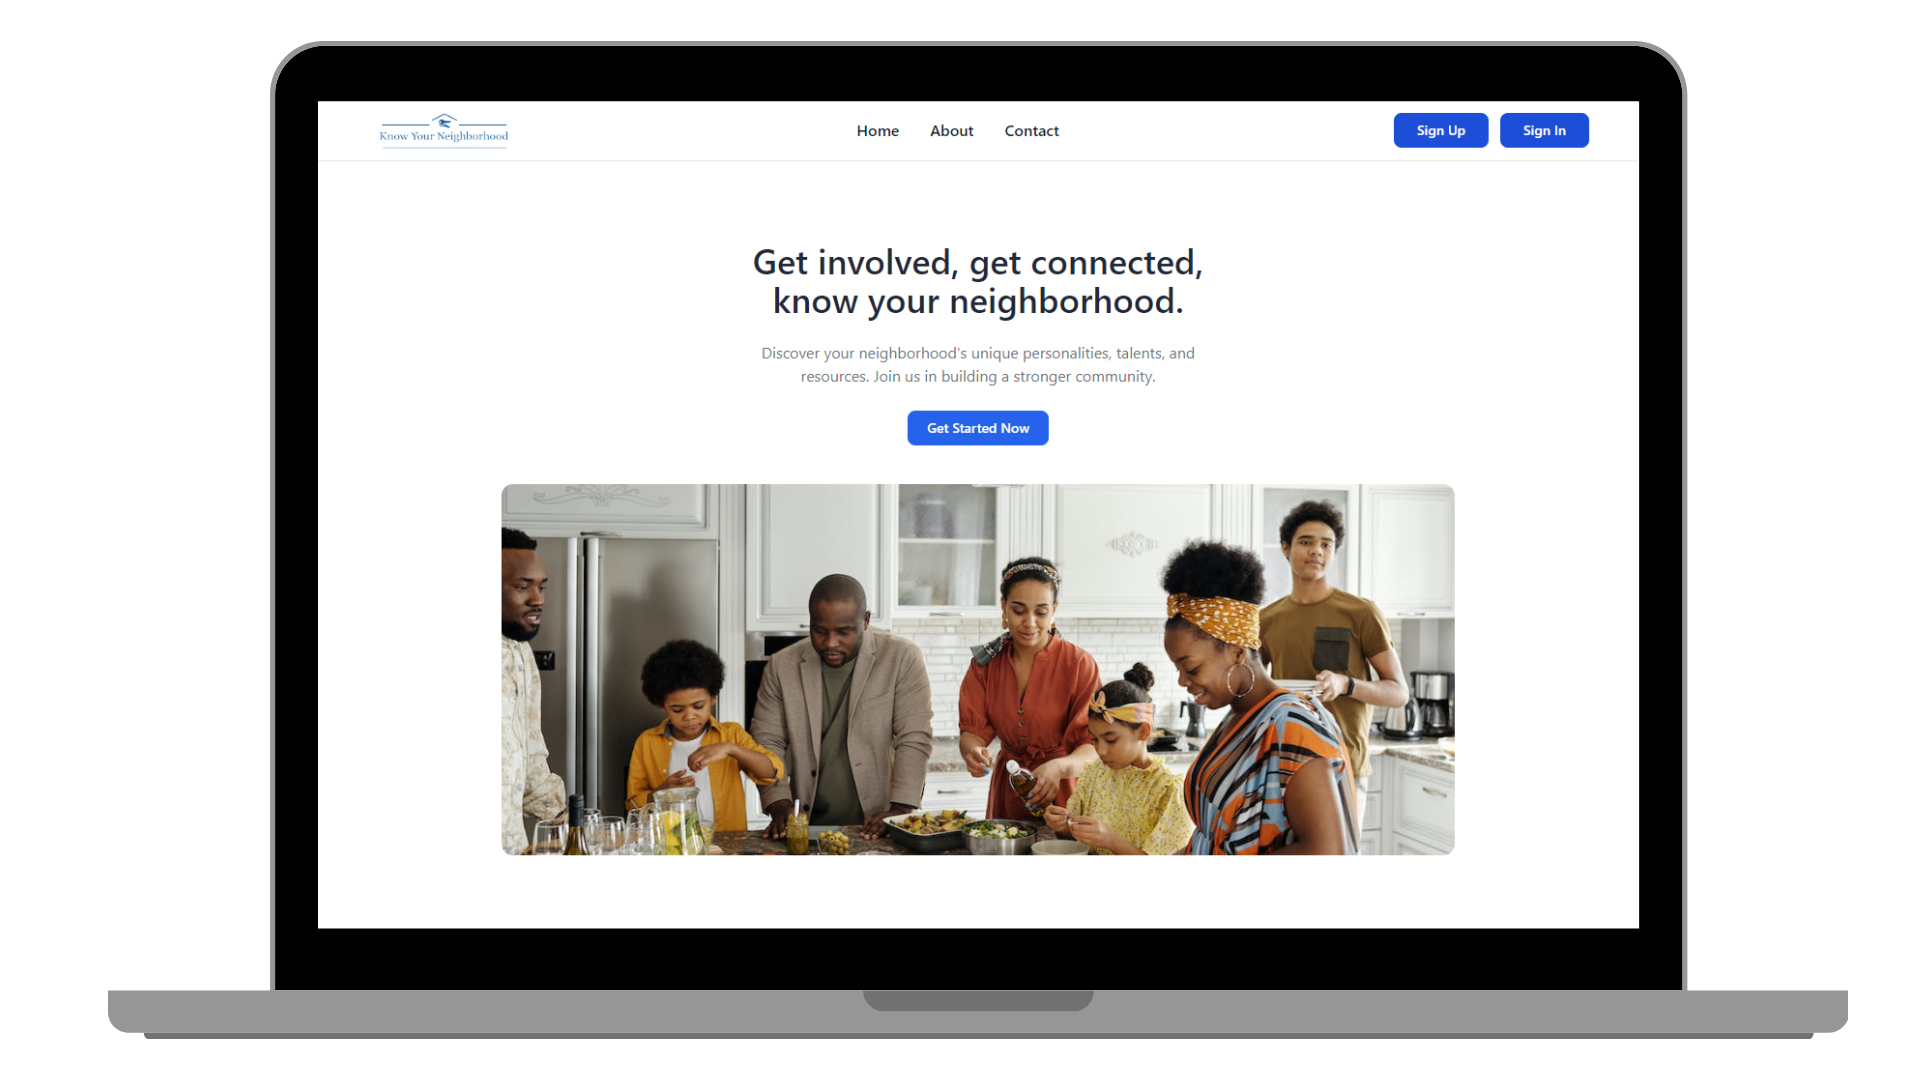 Know Your Neighborhood
Home About Contact
Sign Up Sign In
Get involved, get connected,
know your neighborhood.
Discover your neighborhood's unique personalities, talents, and
resources. Join us in building a stronger community.
Get Started Now